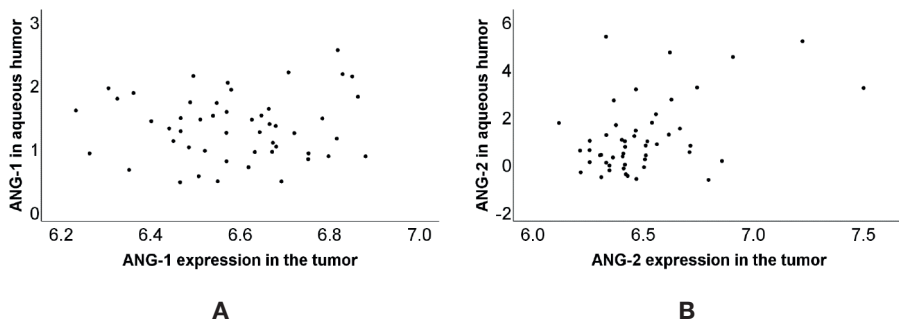 3
2
1
0
ANG-1 in aqueous humor
6.2 6.4 6.6 6.8 7.0
ANG-1 expression in the tumor
A
6
4
2
0
-2
ANG-2 in aqueous humor
6.0 6.5 7.0 7.5
ANG-2 expression in the tumor
B